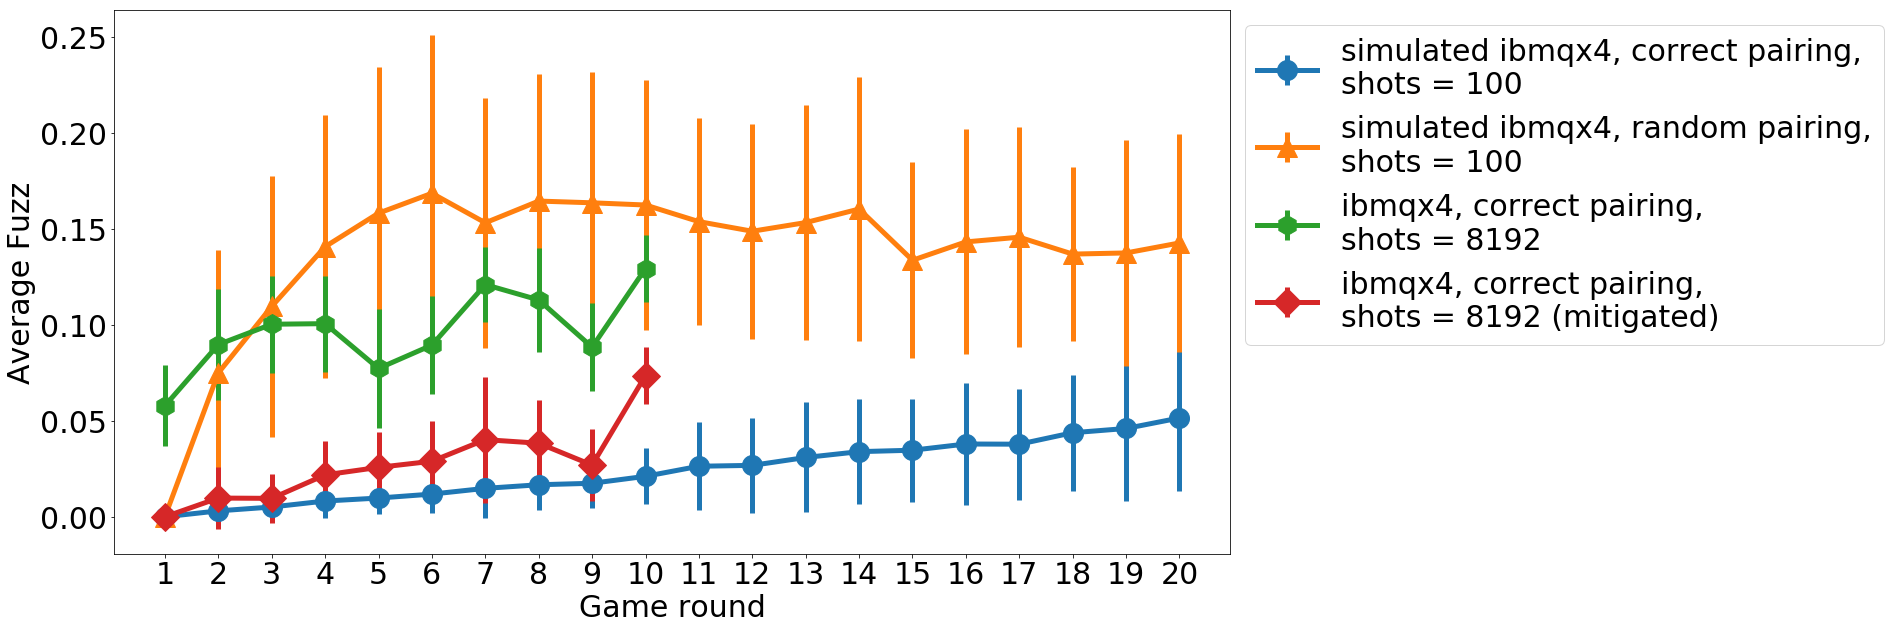 0.25
0.20
0.15
0.10
0.05
0.00
Average Fuzz
1 2 3 4 5 6 7 8 9 10 11 12 13 14 15 16 17 18 19 20
Game round
simulated ibmqx4, correct pairing,
shots = 100
simulated ibmqx4, random pairing,
shots = 100
ibmqx4, correct pairing,
shots = 8192
ibmqx4, correct pairing,
shots = 8192 (mitigated)